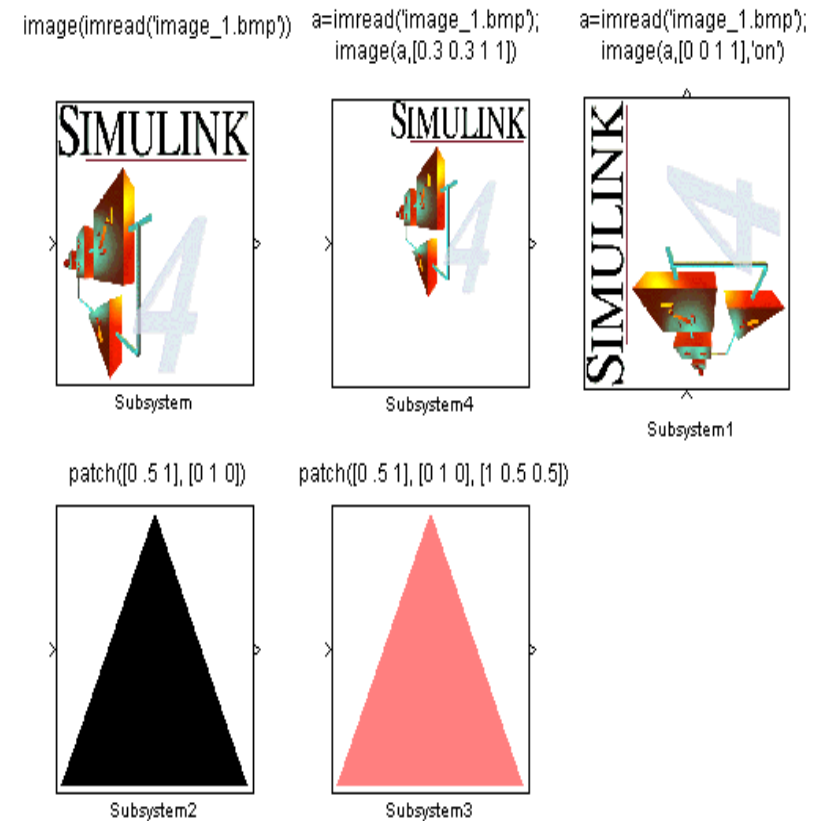 image(imread('image_1.bmp'))
a=imread('image_1.bmp');
image(a,[0.3 0.3 1 1])
a=imread('image_1.bmp');
image(a,[0 0 1 1],'on')
SIMULINK
4
Subsystem
SIMULINK
4
Subsystem4
SIMULINK
4
Subsystem1
patch([0 .5 1], [0 1 0])
patch([0 .5 1], [0 1 0], [1 0.5 0.5])
Subsystem2
Subsystem3